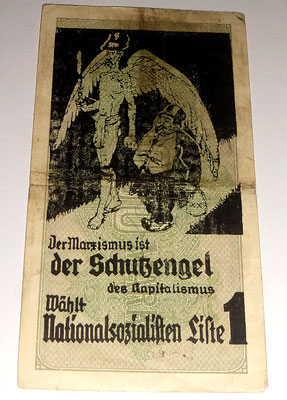 Der Marxismus ist
der Schutzengel
des Kapitalismus
Wählt
Nationalsozialisten Liste 1